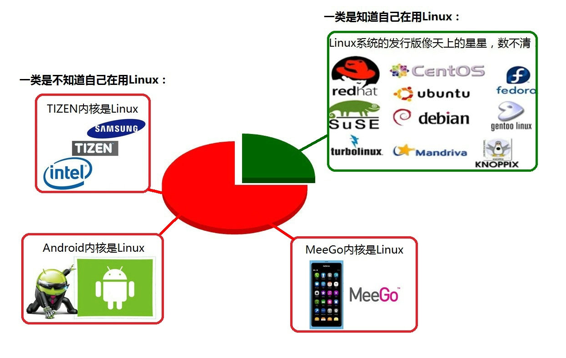 一类是知道自己在用Linux：
Linux系统的发行版像天上的星星，数不清
redhat
CentOS
fedora
ubuntu
SuSE
debian
gentoo linux
turbolinux
Mandriva
KNOPPIX
一类是不知道自己在用Linux：
TIZEN内核是Linux
SAMSUNG
TIZEN
intel
Android内核是Linux
MeeGo内核是Linux
MeeGo